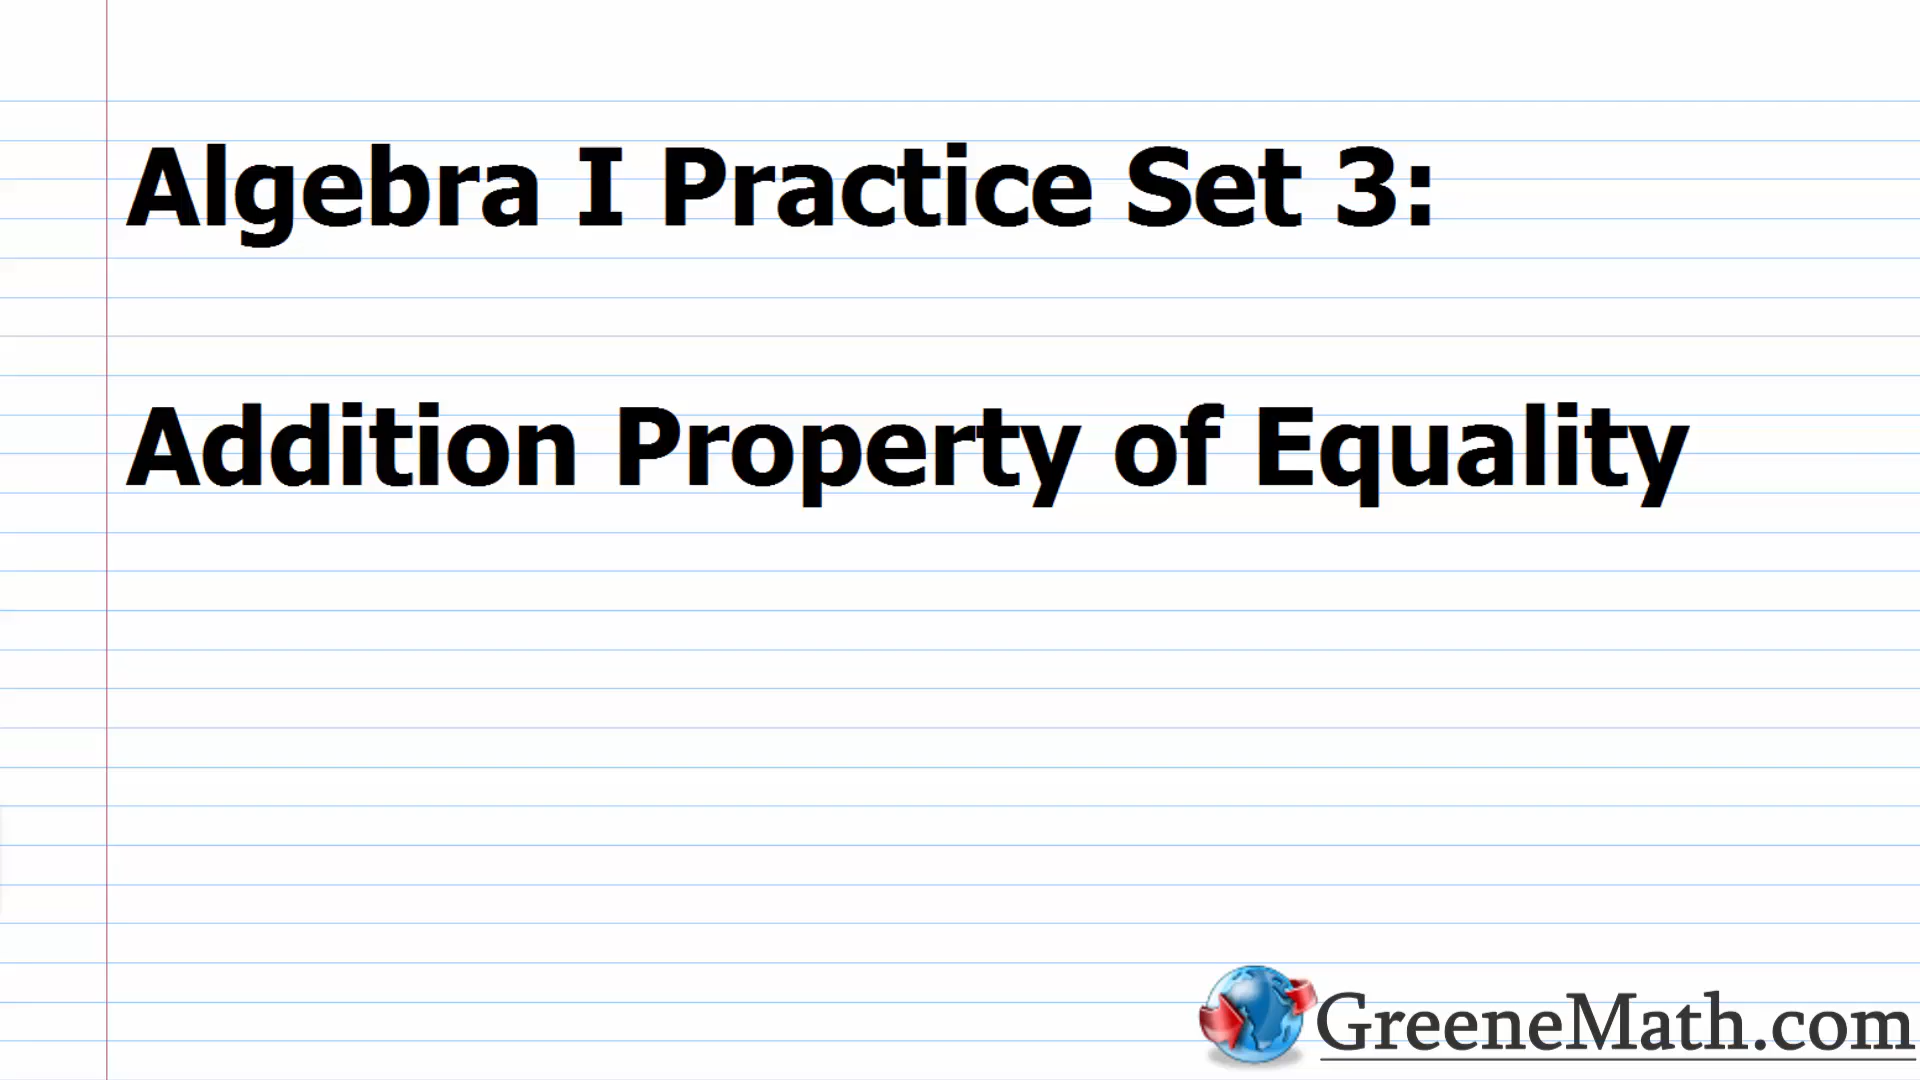 Algebra I Practice Set 3:
Addition Property of Equality
GreeneMath.com